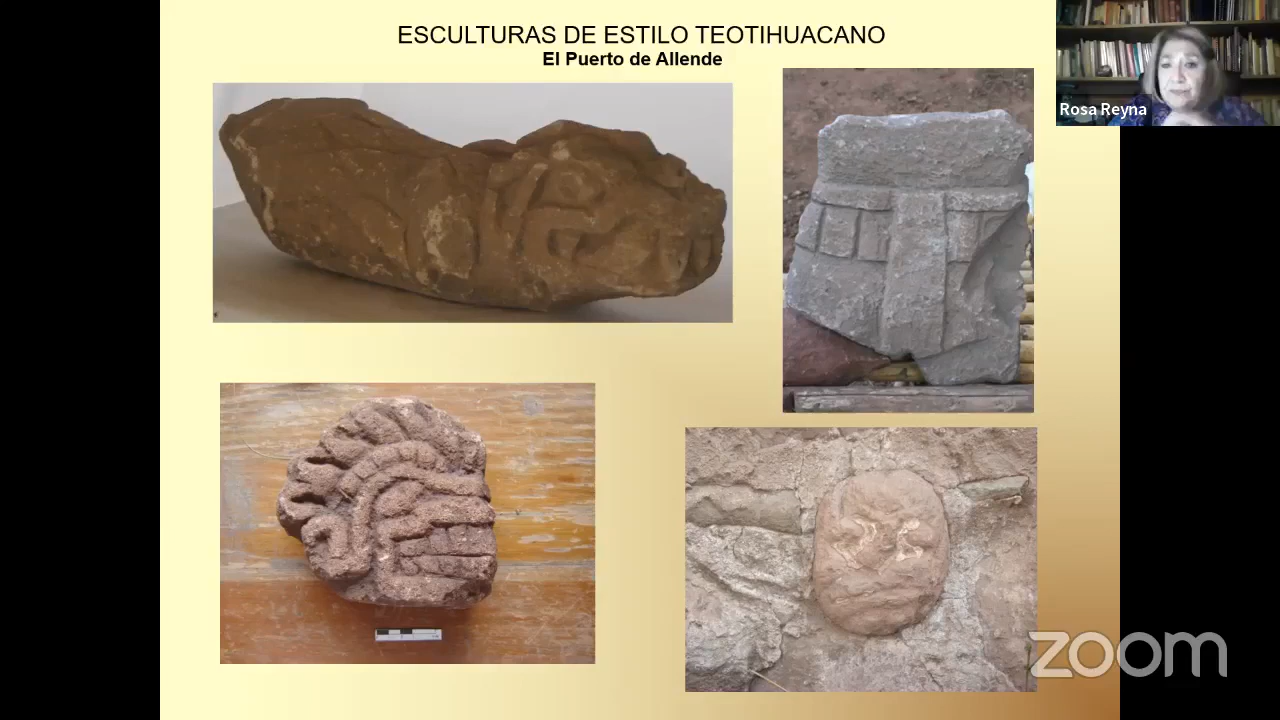 ESCULTURAS DE ESTILO TEOTIHUACANO
El Puerto de Allende
Rosa Reyna
zoom